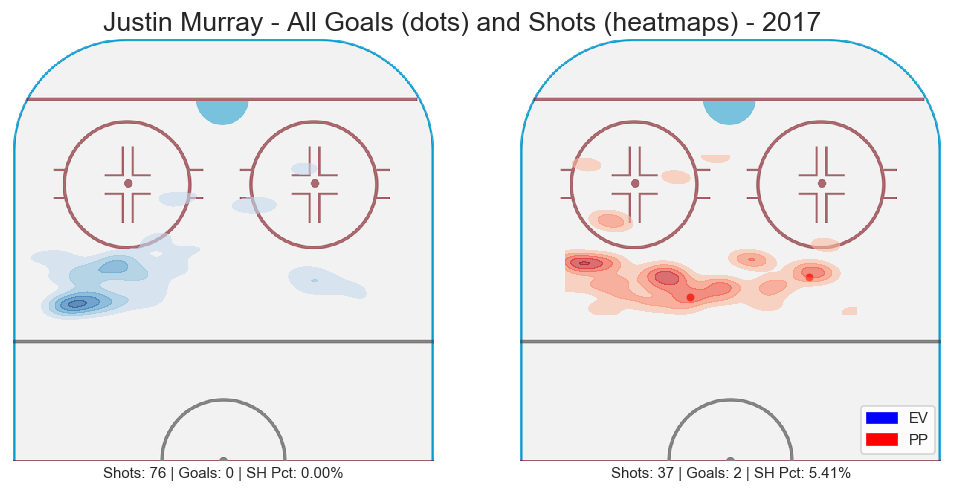 Justin Murray - All Goals (dots) and Shots (heatmaps) - 2017
EV
PP
Shots: 76 | Goals: 0 | SH Pct: 0.00%
Shots: 37 | Goals: 2 | SH Pct: 5.41%